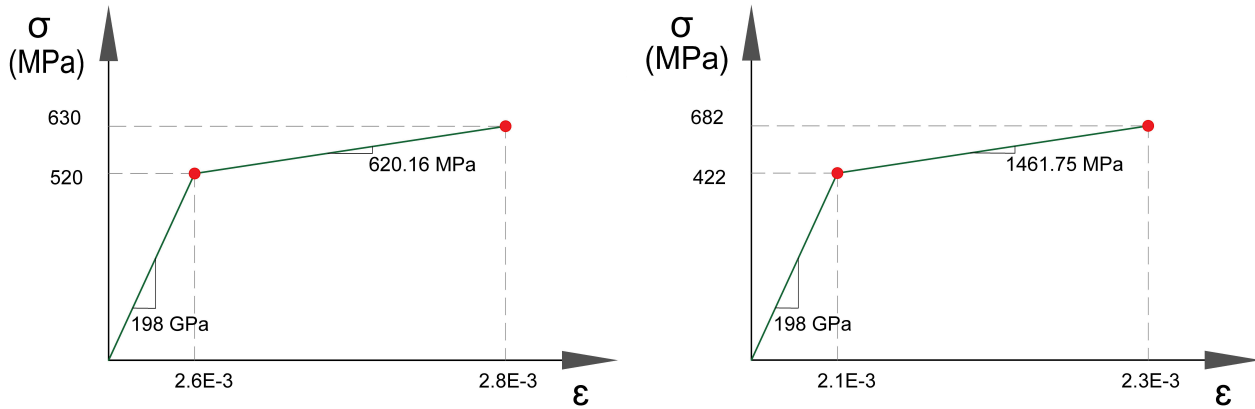 σ
(MPa)
630
520
620.16 MPa
198 GPa
2.6E-3
2.8E-3
ε
σ
(MPa)
682
422
1461.75 MPa
198 GPa
2.1E-3
2.3E-3
ε